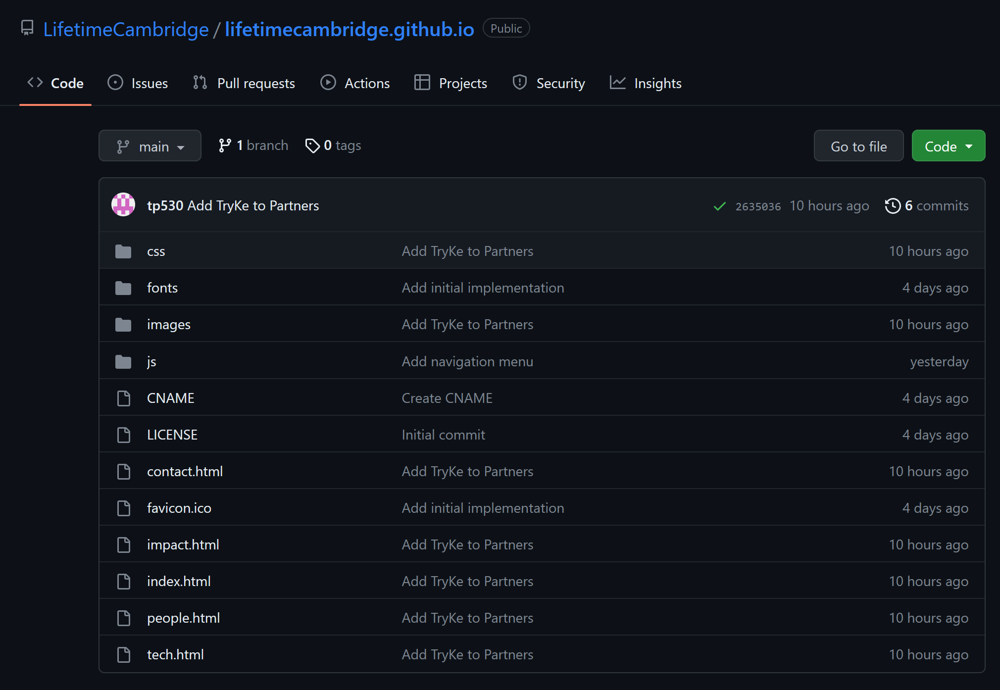 LifetimeCambridge / lifetimecambridge.github.io Public
Code Issues Pull requests Actions Projects Security Insights
main 1 branch 0 tags Go to file Code
tp530 Add TryKe to Partners 2635036 10 hours ago 6 commits
css Add TryKe to Partners 10 hours ago
fonts Add initial implementation 4 days ago
images Add TryKe to Partners 10 hours ago
js Add navigation menu yesterday
CNAME Create CNAME 4 days ago
LICENSE Initial commit 4 days ago
contact.html Add TryKe to Partners 10 hours ago
favicon.ico Add initial implementation 4 days ago
impact.html Add TryKe to Partners 10 hours ago
index.html Add TryKe to Partners 10 hours ago
people.html Add TryKe to Partners 10 hours ago
tech.html Add TryKe to Partners 10 hours ago